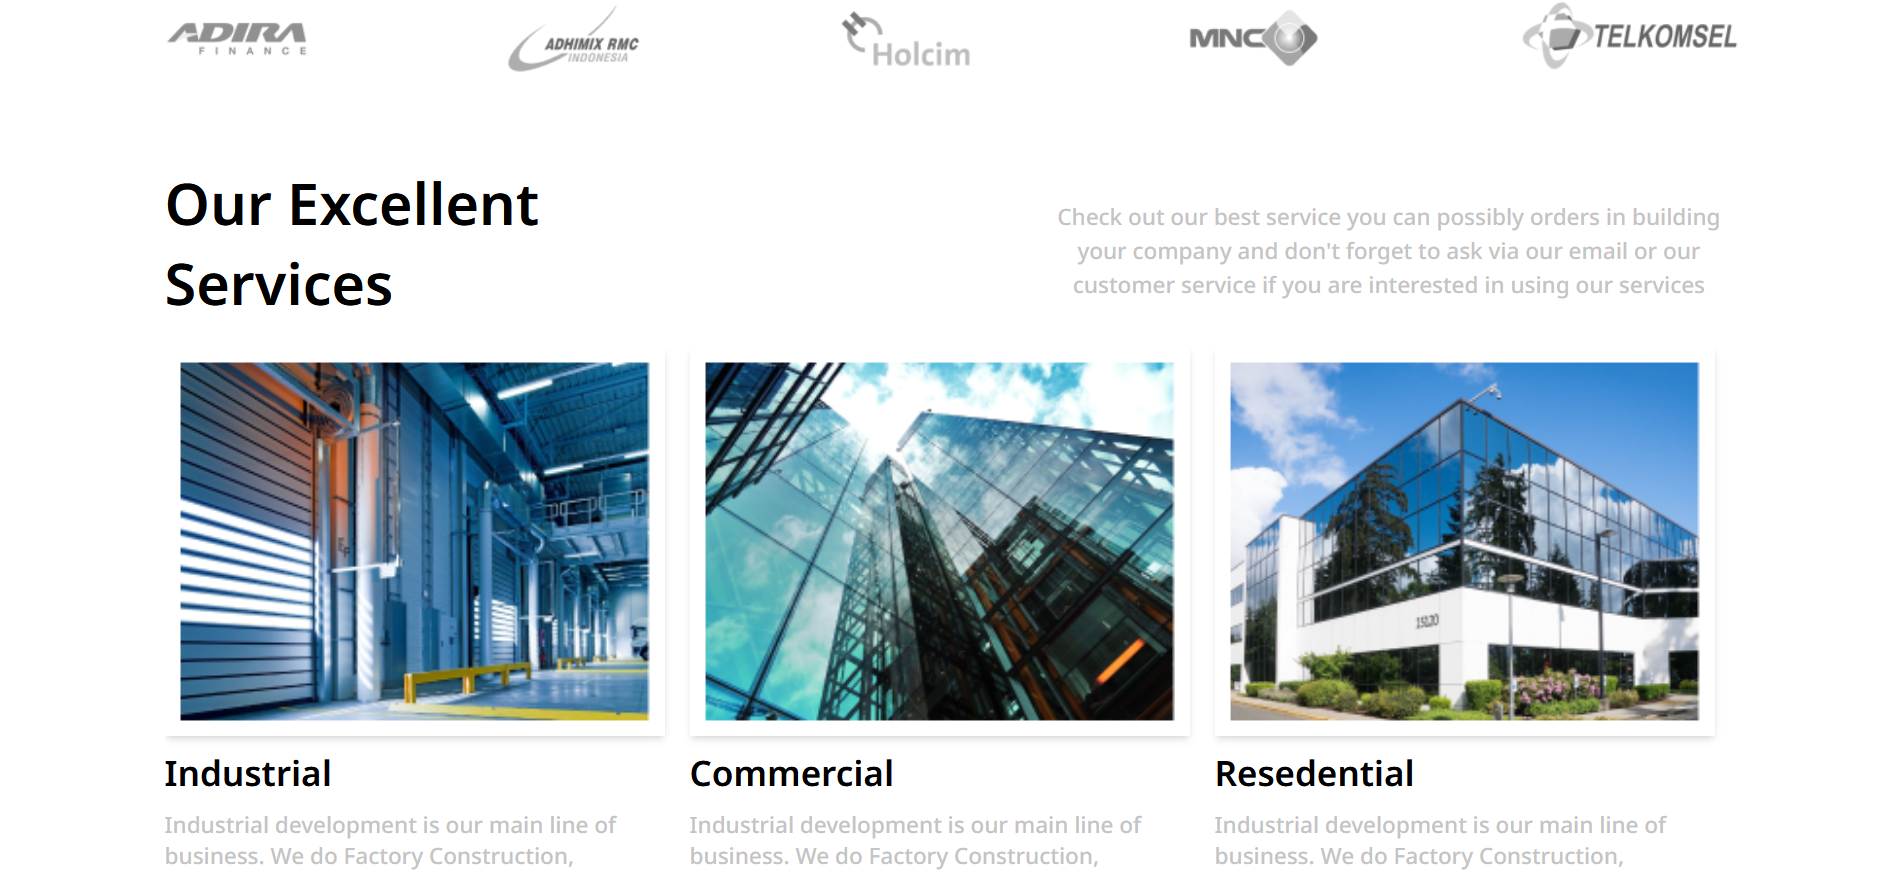 ADIRA
FINANCE
ADHIMIX RMC
INDONESIA
Holcim
MNC
TELKOMSEL
Our Excellent
Services
Check out our best service you can possibly orders in building
your company and don't forget to ask via our email or our
customer service if you are interested in using our services
15120
Industrial
Commercial
Resedential
Industrial development is our main line of
business. We do Factory Construction,
Industrial development is our main line of
business. We do Factory Construction,
Industrial development is our main line of
business. We do Factory Construction,